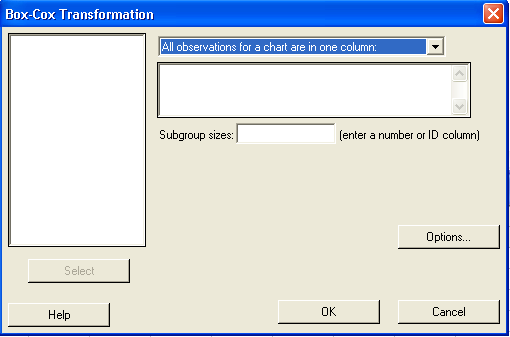 Box-Cox Transformation
All observations for a chart are in one column:
Subgroup sizes: (enter a number or ID column)
Options...
Select
Help OK Cancel